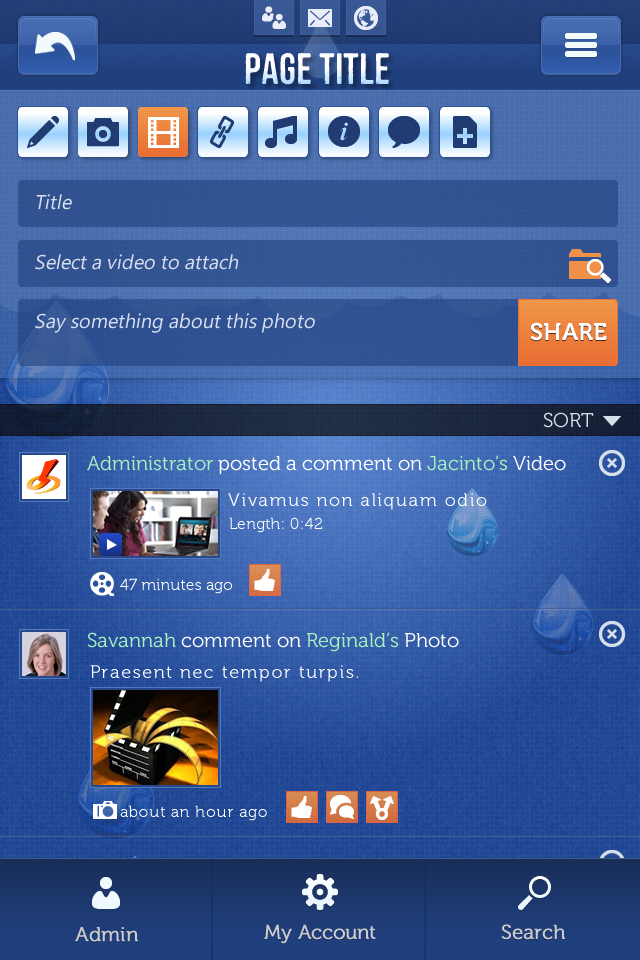 PAGE TITLE
Title
Select a video to attach
Say something about this photo
SHARE
SORT
Administrator posted a comment on Jacinto's Video
Vivamus non aliquam odio
Length: 0:42
47 minutes ago
Savannah comment on Reginald's Photo
Praesent nec tempor turpis.
about an hour ago
Admin
My Account
Search